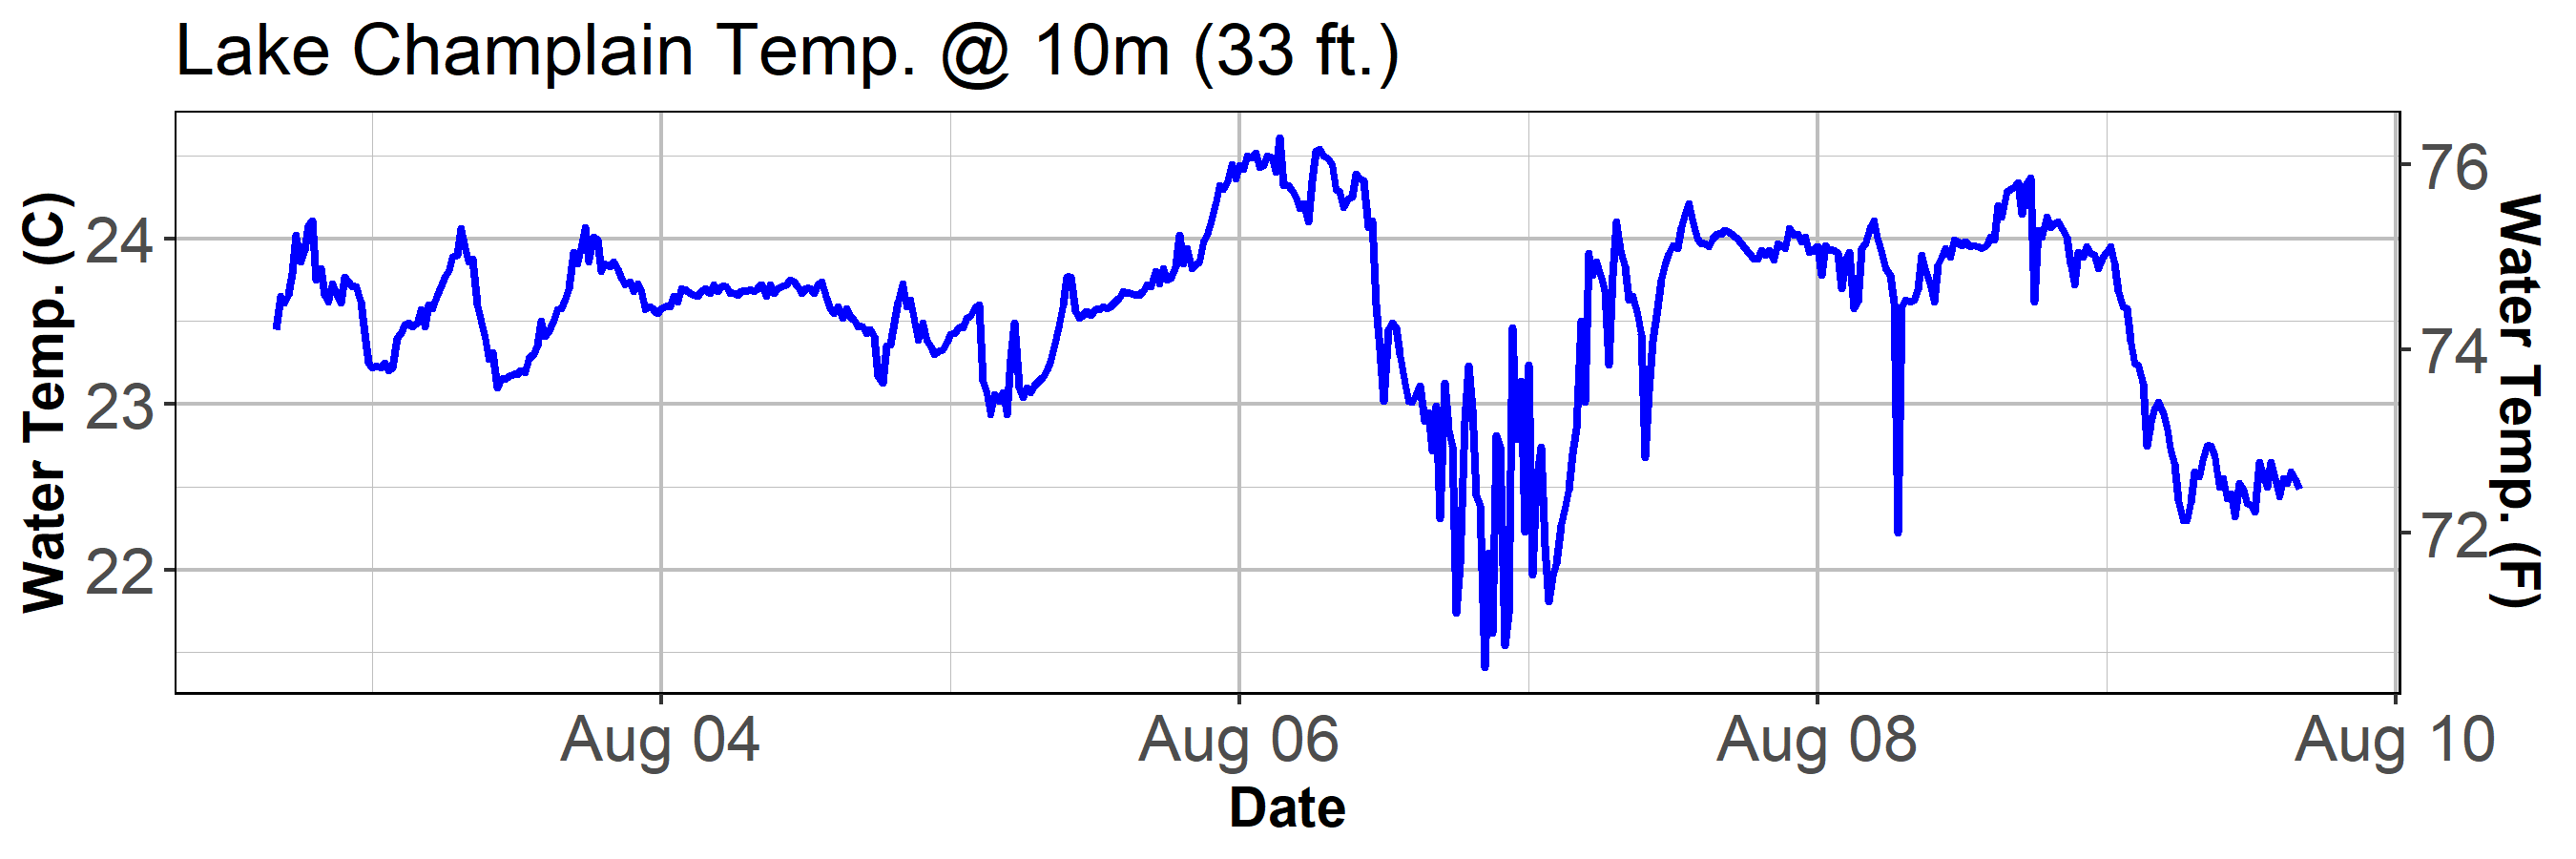 Lake Champlain Temp. @ 10m (33 ft.)
Water Temp. (C)
24
23
22
76
74
72
Water Temp. (F)
Aug 04
Aug 06
Aug 08
Aug 10
Date